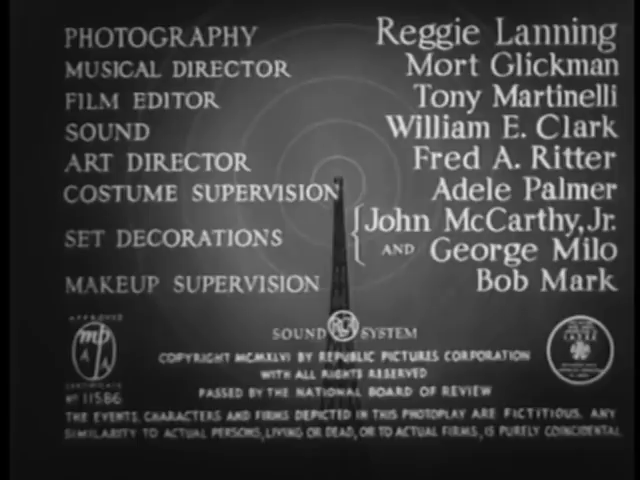 PHOTOGRAPHY Reggie Lanning
MUSICAL DIRECTOR Mort Glickman
FILM EDITOR Tony Martinelli
SOUND William E. Clark
ART DIRECTOR Fred A. Ritter
COSTUME SUPERVISION Adele Palmer
SET DECORATIONS John McCarthy, Jr.
AND George Milo
MAKEUP SUPERVISION Bob Mark
APPROVED
MPAA
CERTIFICATE
Nº 11586
SOUND RCA SYSTEM
COPYRIGHT MCMXLVI BY REPUBLIC PICTURES CORPORATION
WITH ALL RIGHTS RESERVED
PASSED BY THE NATIONAL BOARD OF REVIEW
THE EVENTS, CHARACTERS AND FIRMS DEPICTED IN THIS PHOTOPLAY ARE FICTITIOUS. ANY
SIMILARITY TO ACTUAL PERSONS, LIVING OR DEAD, OR TO ACTUAL FIRMS, IS PURELY COINCIDENTAL